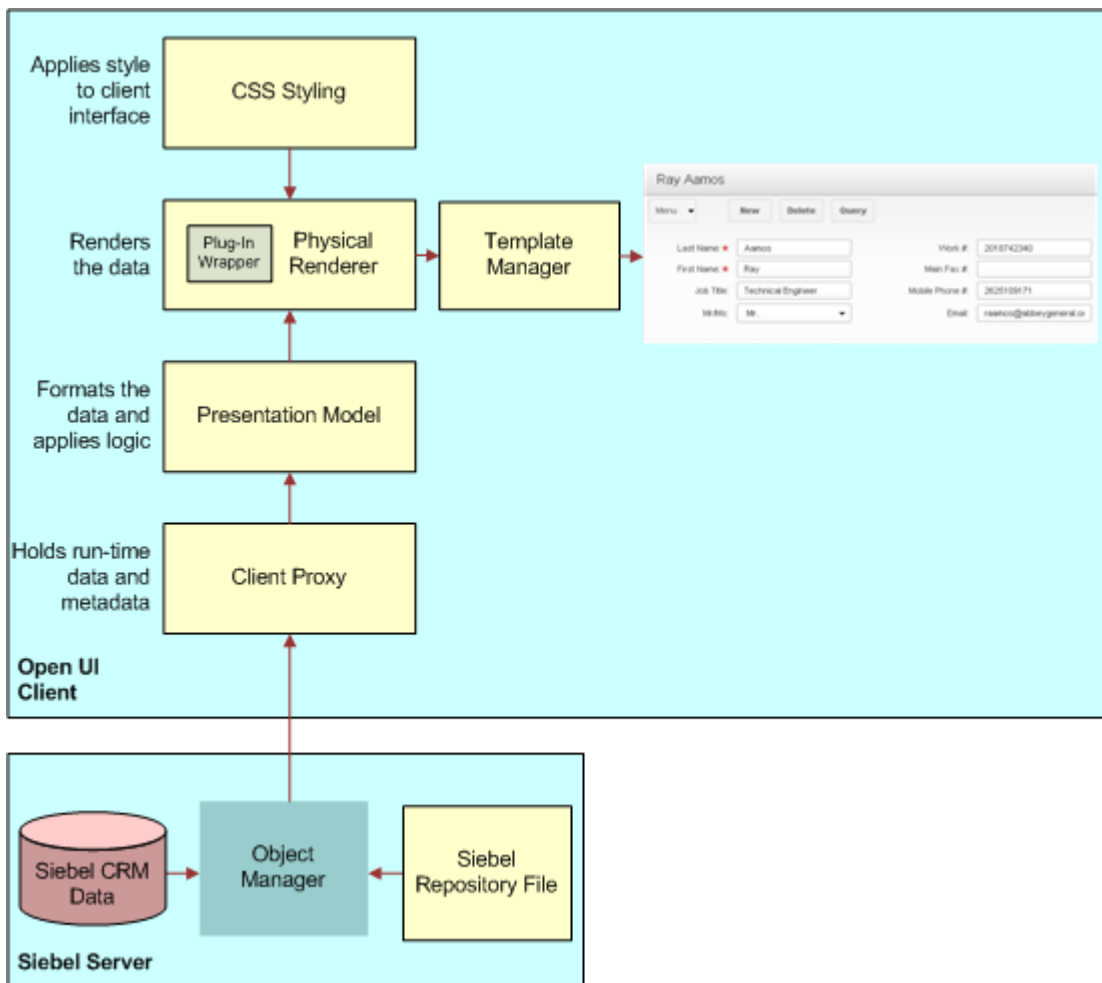 Applies style
to client
interface
CSS Styling
Ray Aamos
Menu
New
Delete
Query
Renders
the data
Plug-In
Wrapper
Physical
Renderer
Template
Manager
Last Name:
Aamos
Work #:
2018742340
First Name:
Ray
Main Fax #:
Job Title:
Technical Engineer
Mobile Phone #:
2625109171
Mr/Ms:
Mr.
Email:
raamos@abbeygeneral.co
Formats the
data and
applies logic
Presentation Model
Holds run-time
data and
metadata
Client Proxy
Open UI
Client
Siebel CRM
Data
Object
Manager
Siebel
Repository File
Siebel Server